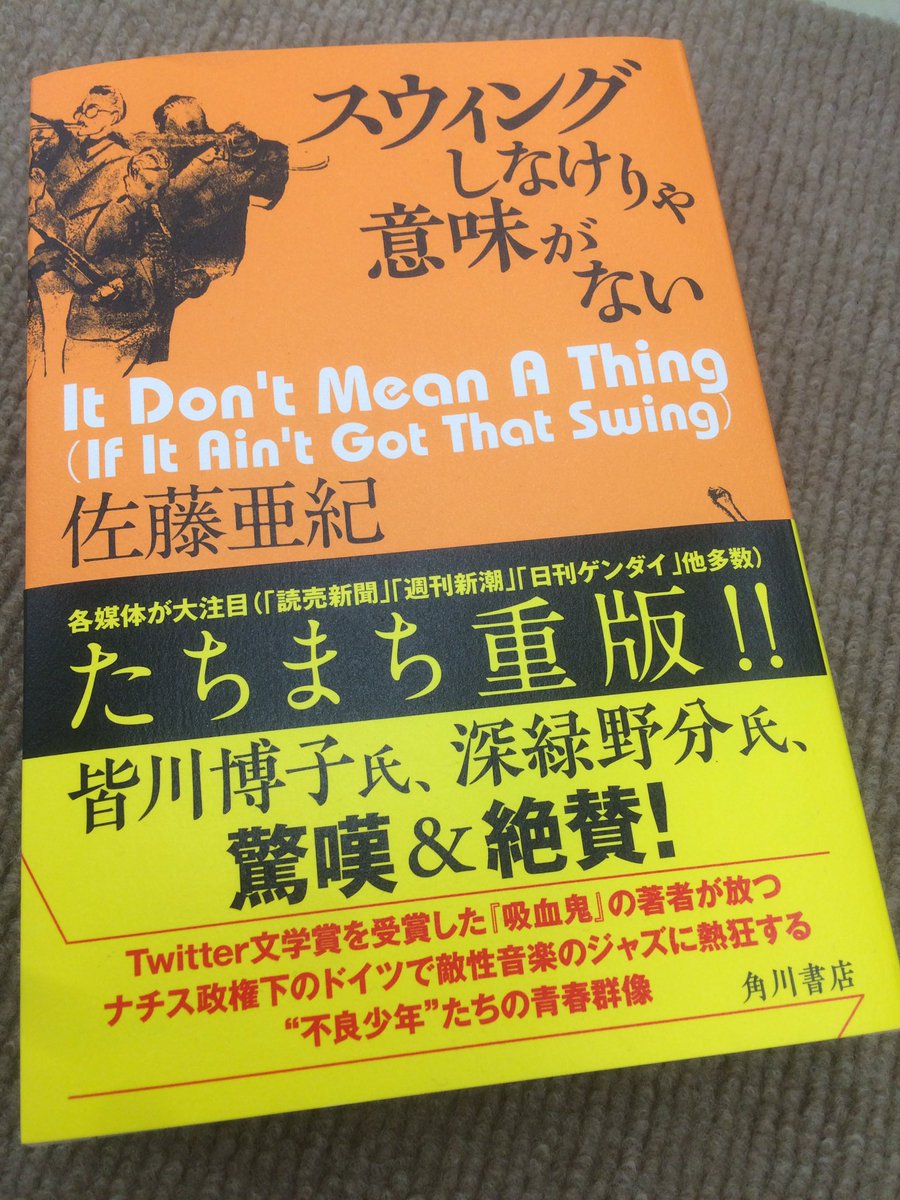 スウィング
しなけりゃ
意味が
ない
It Don't Mean A Thing
(If It Ain't Got That Swing)
佐藤亜紀
各媒体が大注目(「読売新聞」「週刊新潮」「日刊ゲンダイ」他多数)
たちまち重版!!
皆川博子氏、深緑野分氏、
驚嘆&絶賛!
Twitter文学賞を受賞した『吸血鬼』の著者が放つ
ナチス政権下のドイツで敵性音楽のジャズに熱狂する
“不良少年”たちの青春群像
角川書店